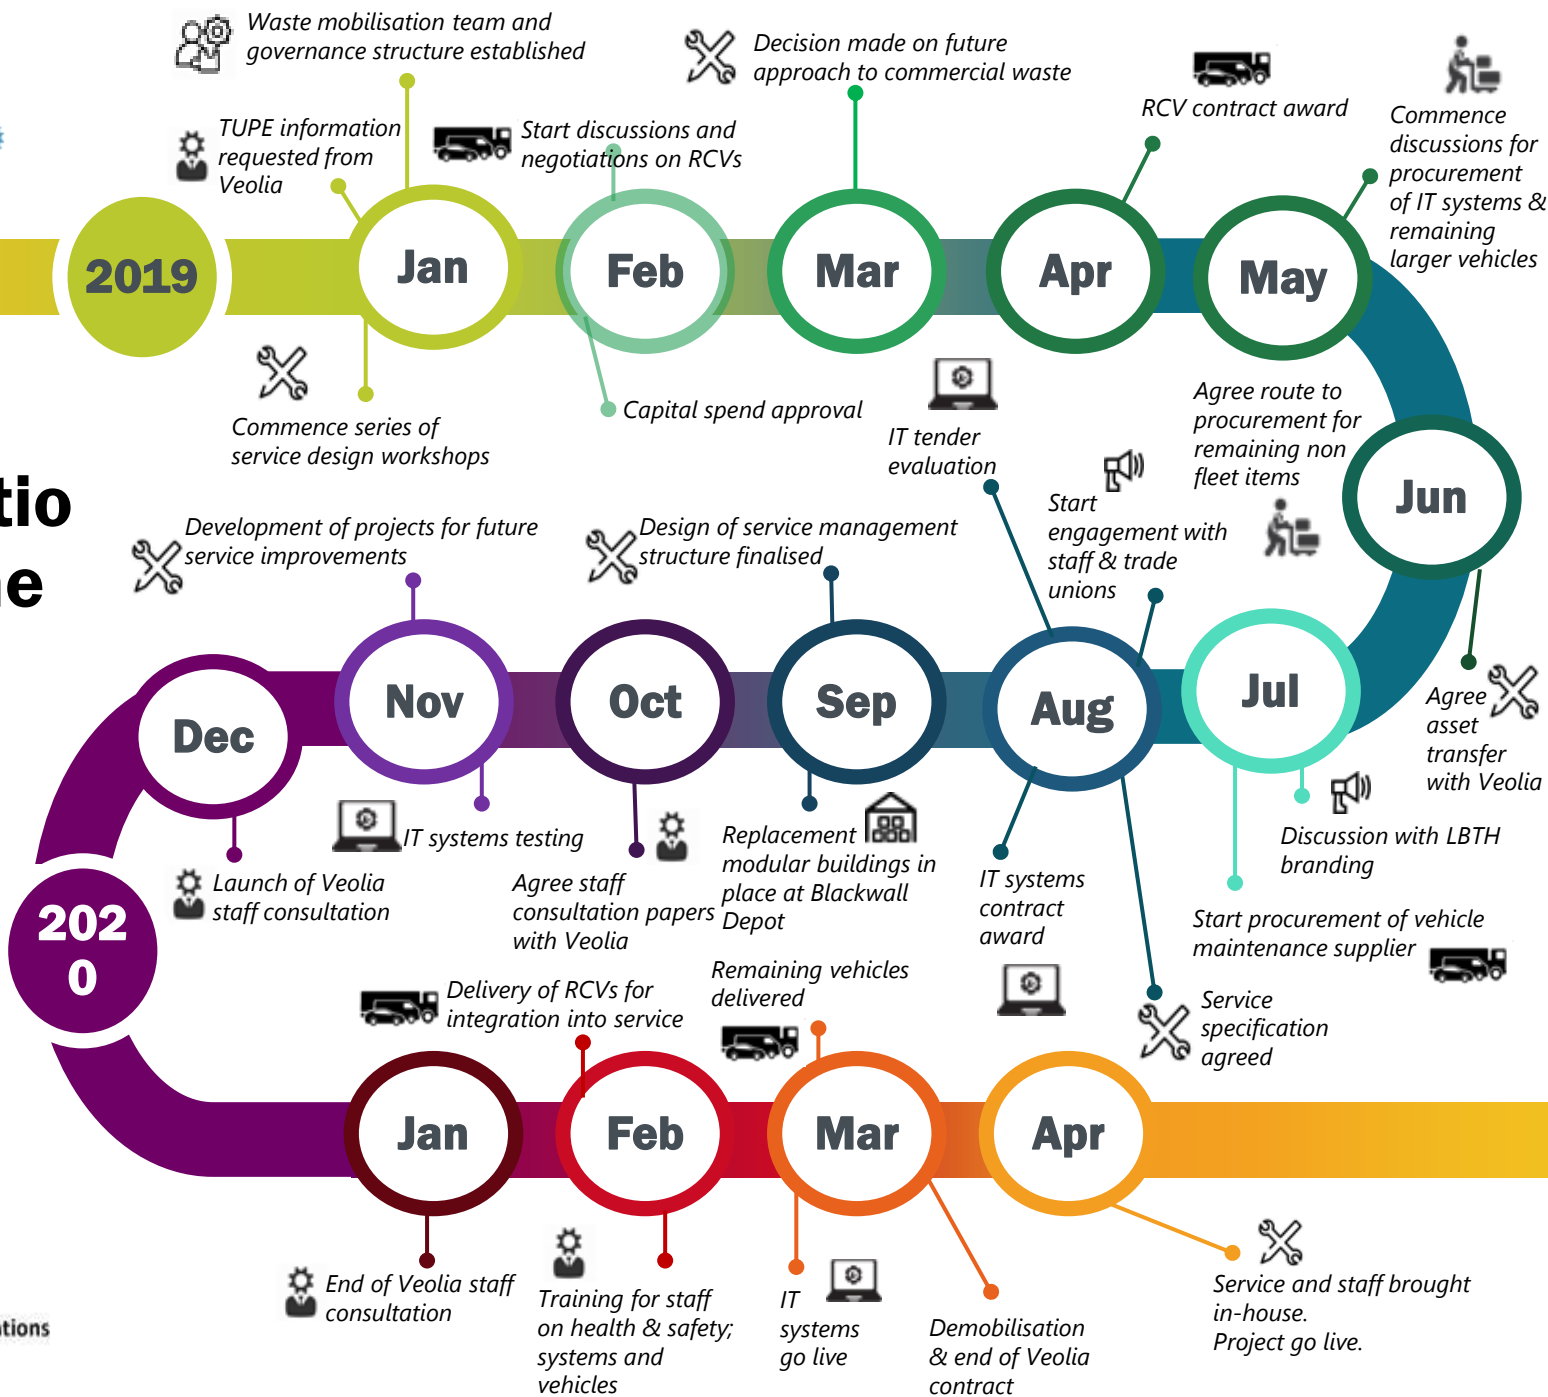 Waste mobilisation team and
governance structure established
TUPE information
requested from
Veolia
Start discussions and
negotiations on RCVs
Decision made on future
approach to commercial waste
RCV contract award
Commence
discussions for
procurement
of IT systems &
remaining
larger vehicles
2019
Jan
Feb
Mar
Apr
May
Commence series of
service design workshops
Capital spend approval
IT tender
evaluation
Agree route to
procurement for
remaining non
fleet items
Jun
tio
ne
Development of projects for future
service improvements
Design of service management
structure finalised
Start
engagement with
staff & trade
unions
Agree
asset
transfer
with Veolia
Dec
Nov
Oct
Sep
Aug
Jul
Launch of Veolia
staff consultation
IT systems testing
Agree staff
consultation papers
with Veolia
Replacement
modular buildings in
place at Blackwall
Depot
IT systems
contract
award
Discussion with LBTH
branding
Start procurement of vehicle
maintenance supplier
Service
specification
agreed
202
0
Delivery of RCVs for
integration into service
Remaining vehicles
delivered
Jan
Feb
Mar
Apr
End of Veolia staff
consultation
Training for staff
on health & safety;
systems and
vehicles
IT
systems
go live
Demobilisation
& end of Veolia
contract
Service and staff brought
in-house.
Project go live.
tions